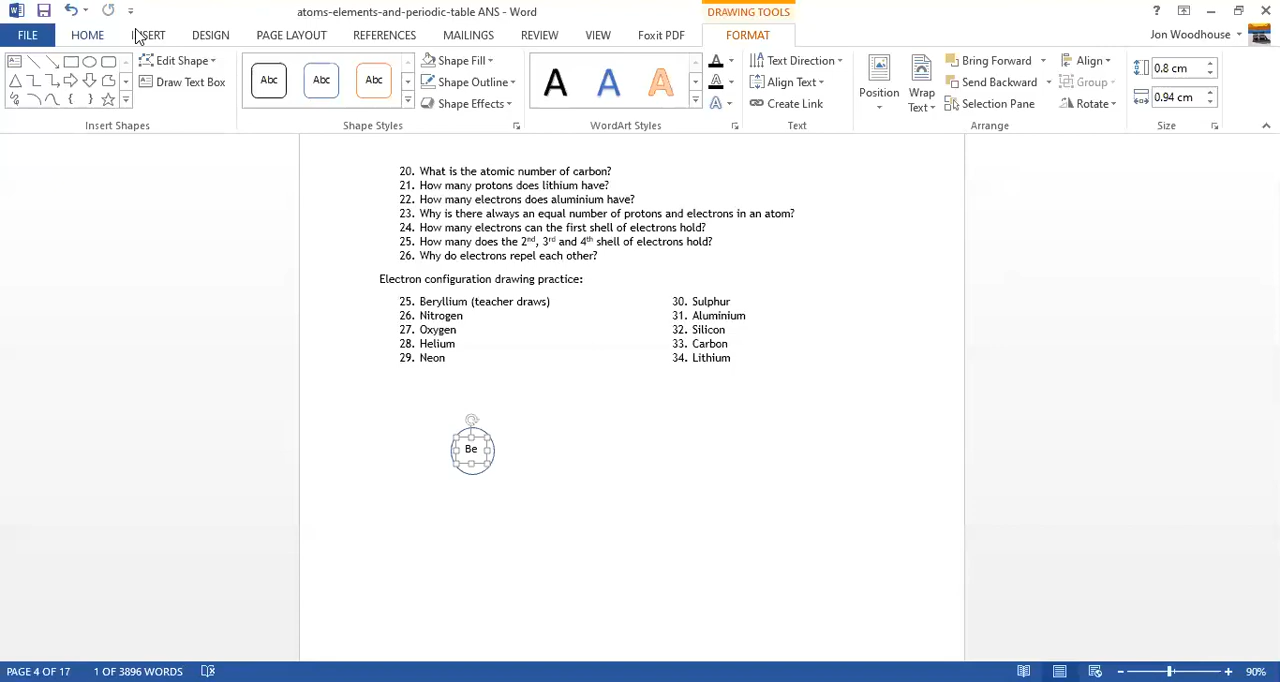 atoms-elements-and-periodic-table ANS - Word
DRAWING TOOLS
FILE HOME INSERT DESIGN PAGE LAYOUT REFERENCES MAILINGS REVIEW VIEW Foxit PDF FORMAT Jon Woodhouse
Edit Shape Abc Abc Abc Shape Fill A A A A Text Direction Position Wrap Text Bring Forward Align 0.8 cm
Draw Text Box Shape Outline A Align Text Send Backward Group
Shape Effects A Create Link Selection Pane Rotate 0.94 cm
Insert Shapes Shape Styles WordArt Styles Text Arrange Size
20. What is the atomic number of carbon?
21. How many protons does lithium have?
22. How many electrons does aluminium have?
23. Why is there always an equal number of protons and electrons in an atom?
24. How many electrons can the first shell of electrons hold?
25. How many does the 2nd, 3rd and 4th shell of electrons hold?
26. Why do electrons repel each other?
Electron configuration drawing practice:
25. Beryllium (teacher draws) 30. Sulphur
26. Nitrogen 31. Aluminium
27. Oxygen 32. Silicon
28. Helium 33. Carbon
29. Neon 34. Lithium
Be
PAGE 4 OF 17 1 OF 3896 WORDS 90%